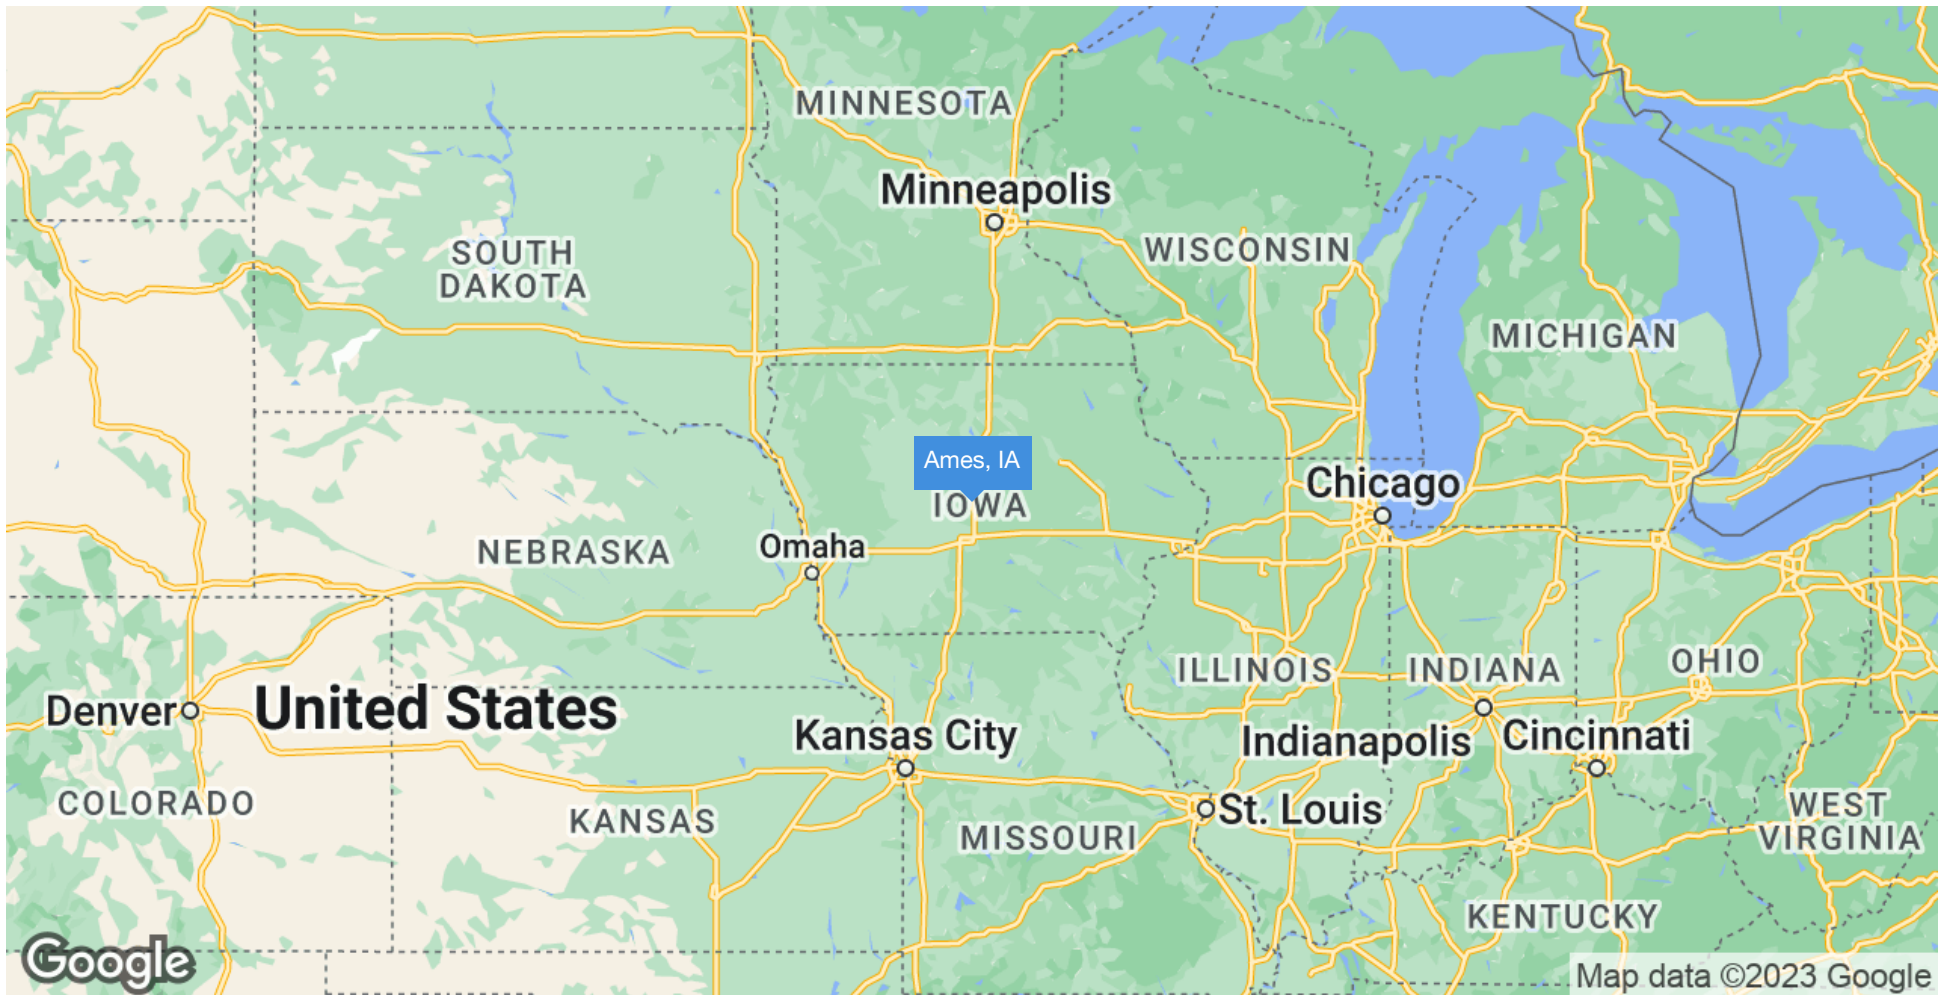 MINNESOTA
Minneapolis
WISCONSIN
SOUTH
DAKOTA
MICHIGAN
Ames, IA
IOWA
Chicago
NEBRASKA
Omaha
ILLINOIS
INDIANA
OHIO
Denver
United States
Kansas City
Indianapolis
Cincinnati
COLORADO
KANSAS
MISSOURI
St. Louis
WEST
VIRGINIA
KENTUCKY
Google
Map data ©2023 Google